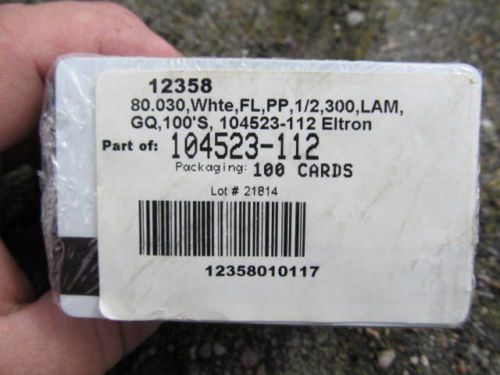 12358
80.030,Whte,FL,PP,1/2,300,LAM,
GQ,100'S, 104523-112 Eltron
Part of: 104523-112
Packaging: 100 CARDS
Lot # 21814
12358010117